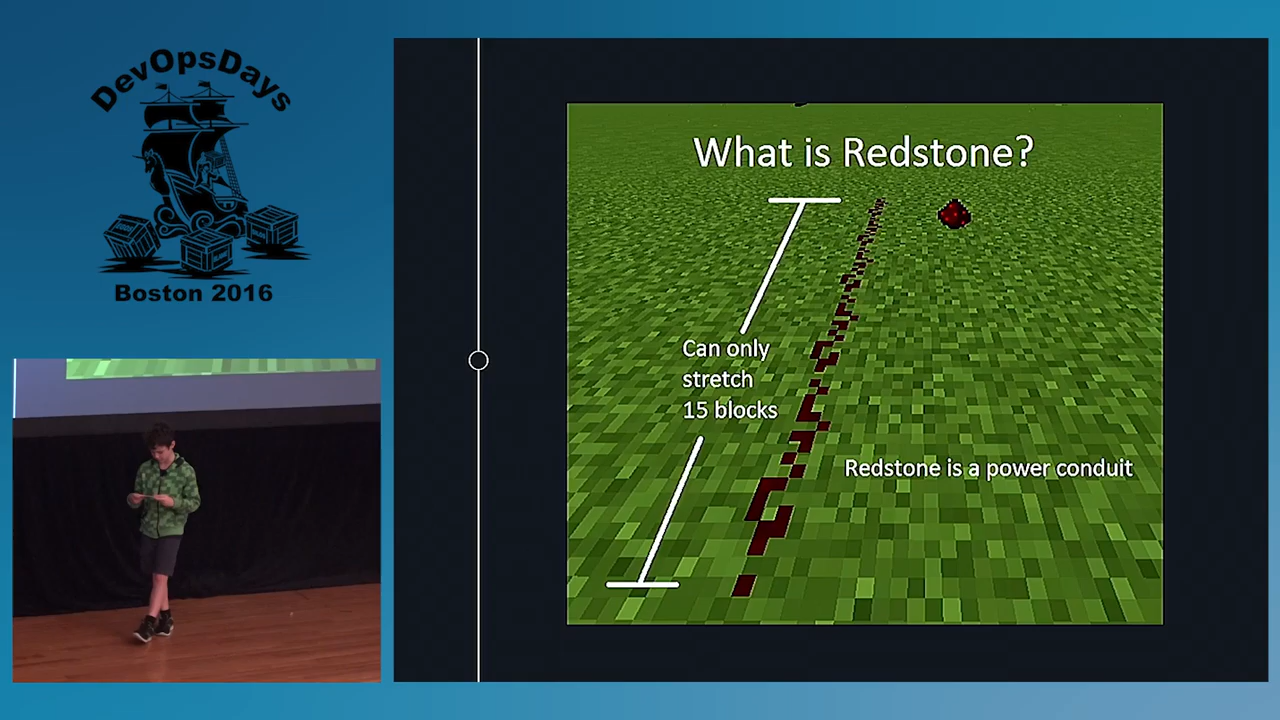 DevOpsDays
Boston 2016
What is Redstone?
Can only
stretch
15 blocks
Redstone is a power conduit